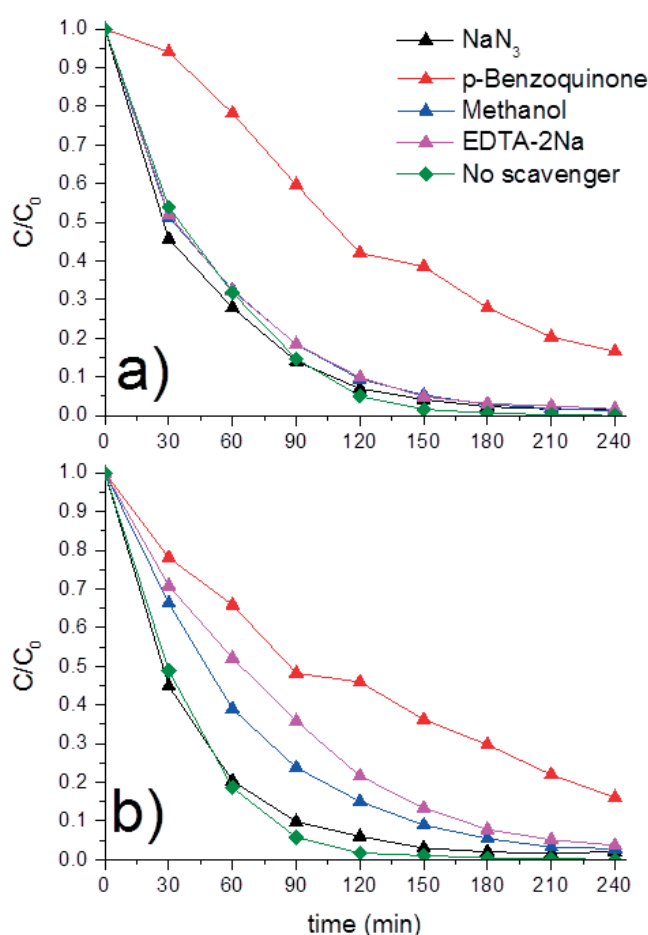 NaN₃
p-Benzoquinone
Methanol
EDTA-2Na
No scavenger
1.0
0.9
0.8
0.7
0.6
0.5
0.4
0.3
0.2
0.1
0.0
C/C₀
a)
0 30 60 90 120 150 180 210 240
1.0
0.9
0.8
0.7
0.6
0.5
0.4
0.3
0.2
0.1
0.0
C/C₀
b)
0 30 60 90 120 150 180 210 240
time (min)